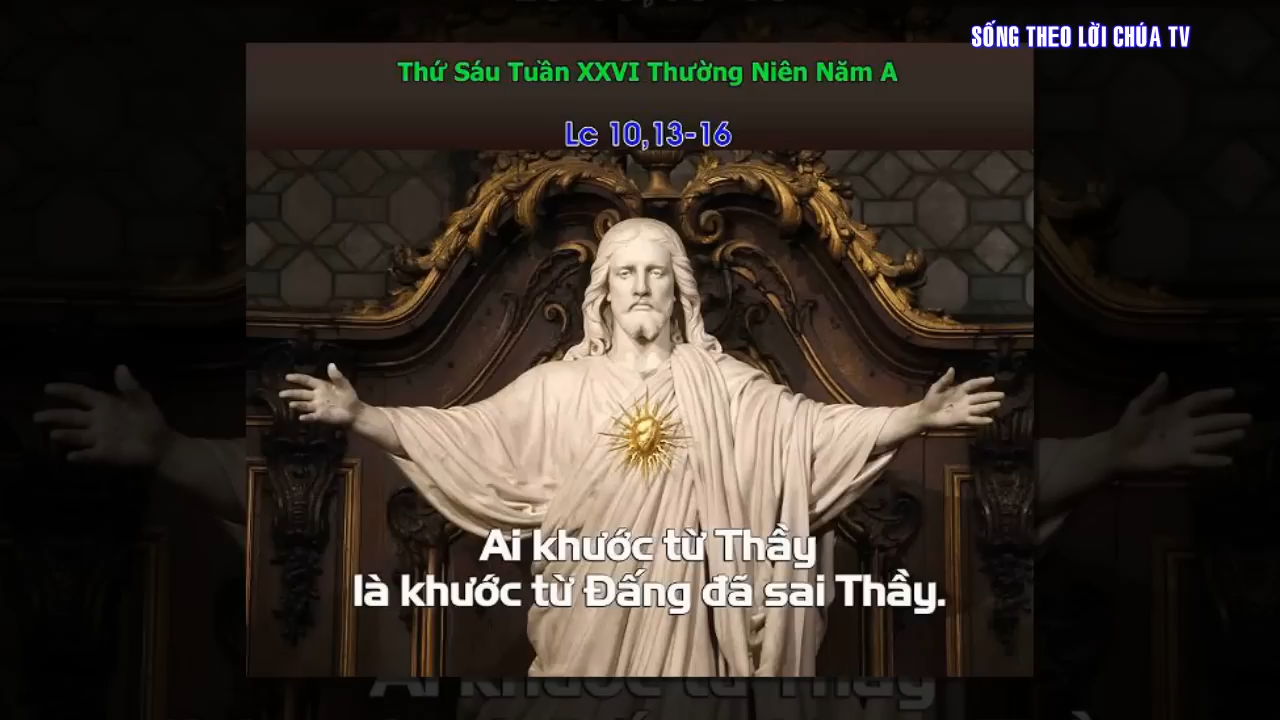 SỐNG THEO LỜI CHÚA TV
Thứ Sáu Tuần XXVI Thường Niên Năm A
Lc 10,13-16
Ai khước từ Thầy
là khước từ Đấng đã sai Thầy.